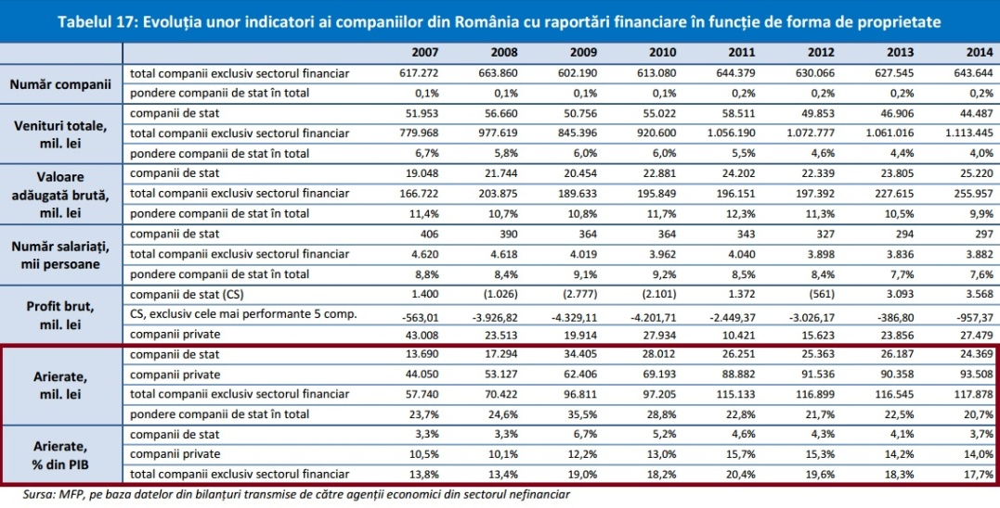 Tabelul 17: Evoluția unor indicatori ai companiilor din România cu raportări financiare în funcție de forma de proprietate
2007 2008 2009 2010 2011 2012 2013 2014
Număr companii
total companii exclusiv sectorul financiar 617.272 663.860 602.190 613.080 644.379 630.066 627.545 643.644
pondere companii de stat în total 0,1% 0,1% 0,1% 0,1% 0,2% 0,2% 0,2% 0,2%
Venituri totale,
mil. lei
companii de stat 51.953 56.660 50.756 55.022 58.511 49.853 46.906 44.487
total companii exclusiv sectorul financiar 779.968 977.619 845.396 920.600 1.056.190 1.072.777 1.061.016 1.113.445
pondere companii de stat în total 6,7% 5,8% 6,0% 6,0% 5,5% 4,6% 4,4% 4,0%
Valoare
adăugată brută,
mil. lei
companii de stat 19.048 21.744 20.454 22.881 24.202 22.339 23.805 25.220
total companii exclusiv sectorul financiar 166.722 203.875 189.633 195.849 196.151 197.392 227.615 255.957
pondere companii de stat în total 11,4% 10,7% 10,8% 11,7% 12,3% 11,3% 10,5% 9,9%
Număr salariați,
mii persoane
companii de stat 406 390 364 364 343 327 294 297
total companii exclusiv sectorul financiar 4.620 4.618 4.019 3.962 4.040 3.898 3.836 3.882
pondere companii de stat în total 8,8% 8,4% 9,1% 9,2% 8,5% 8,4% 7,7% 7,6%
Profit brut,
mil. lei
companii de stat (CS) 1.400 (1.026) (2.777) (2.101) 1.372 (561) 3.093 3.568
CS, exclusiv cele mai performante 5 comp. -563,01 -3.926,82 -4.329,11 -4.201,71 -2.449,37 -3.026,17 -386,80 -957,37
companii private 43.008 23.513 19.914 27.934 10.421 15.623 23.856 27.479
Arierate,
mil. lei
companii de stat 13.690 17.294 34.405 28.012 26.251 25.363 26.187 24.369
companii private 44.050 53.127 62.406 69.193 88.882 91.536 90.358 93.508
total companii exclusiv sectorul financiar 57.740 70.422 96.811 97.205 115.133 116.899 116.545 117.878
pondere companii de stat în total 23,7% 24,6% 35,5% 28,8% 22,8% 21,7% 22,5% 20,7%
Arierate,
% din PIB
companii de stat 3,3% 3,3% 6,7% 5,2% 4,6% 4,3% 4,1% 3,7%
companii private 10,5% 10,1% 12,2% 13,0% 15,7% 15,3% 14,2% 14,0%
total companii exclusiv sectorul financiar 13,8% 13,4% 19,0% 18,2% 20,4% 19,6% 18,3% 17,7%
Sursa: MFP, pe baza datelor din bilanțuri transmise de către agenții economici din sectorul nefinanciar